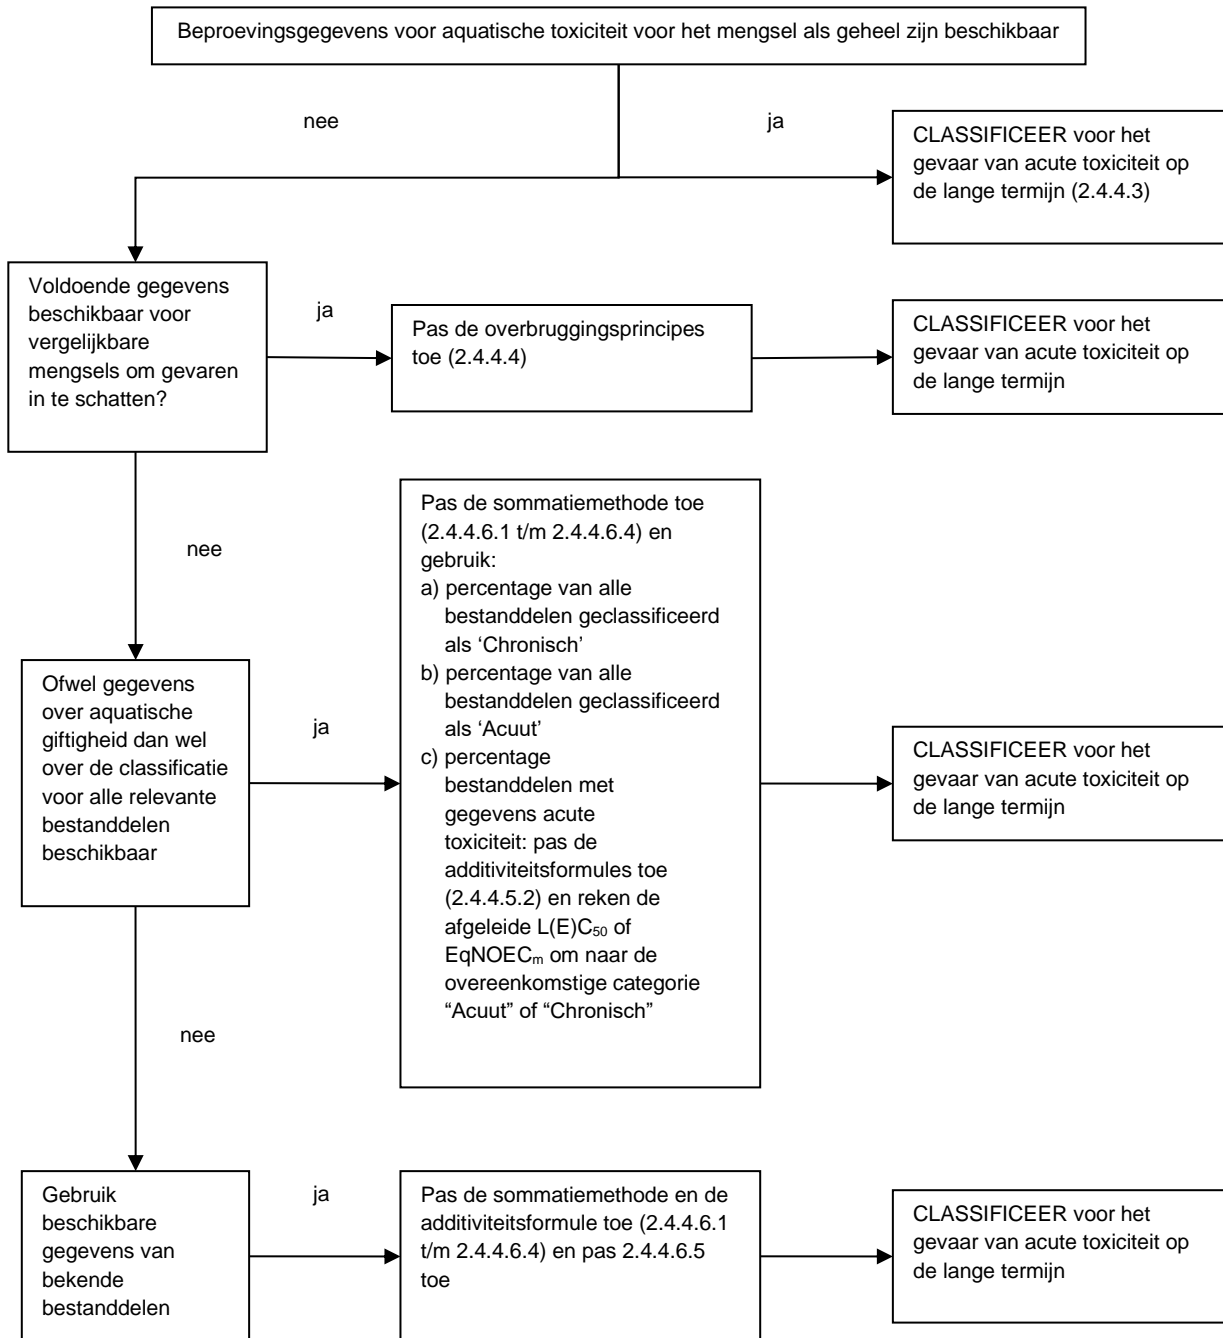 Beproevingsgegevens voor aquatische toxiciteit voor het mengsel als geheel zijn beschikbaar
nee
ja
CLASSIFICEER voor het
gevaar van acute toxiciteit op
de lange termijn (2.4.4.3)
Voldoende gegevens
beschikbaar voor
vergelijkbare
mengsels om gevaren
in te schatten?
ja
Pas de overbruggingsprincipes
toe (2.4.4.4)
CLASSIFICEER voor het
gevaar van acute toxiciteit op
de lange termijn
nee
Pas de sommatiemethode toe
(2.4.4.6.1 t/m 2.4.4.6.4) en
gebruik:
a) percentage van alle
bestanddelen geclassificeerd
als ‘Chronisch’
b) percentage van alle
bestanddelen geclassificeerd
als ‘Acuut’
c) percentage
bestanddelen met
gegevens acute
toxiciteit: pas de
additiviteitsformules toe
(2.4.4.5.2) en reken de
afgeleide L(E)C₅₀ of
EqNOECₘ om naar de
overeenkomstige categorie
“Acuut” of “Chronisch”
Ofwel gegevens
over aquatische
giftigheid dan wel
over de classificatie
voor alle relevante
bestanddelen
beschikbaar
ja
CLASSIFICEER voor het
gevaar van acute toxiciteit op
de lange termijn
nee
Gebruik
beschikbare
gegevens van
bekende
bestanddelen
ja
Pas de sommatiemethode en de
additiviteitsformule toe (2.4.4.6.1
t/m 2.4.4.6.4) en pas 2.4.4.6.5
toe
CLASSIFICEER voor het
gevaar van acute toxiciteit op
de lange termijn